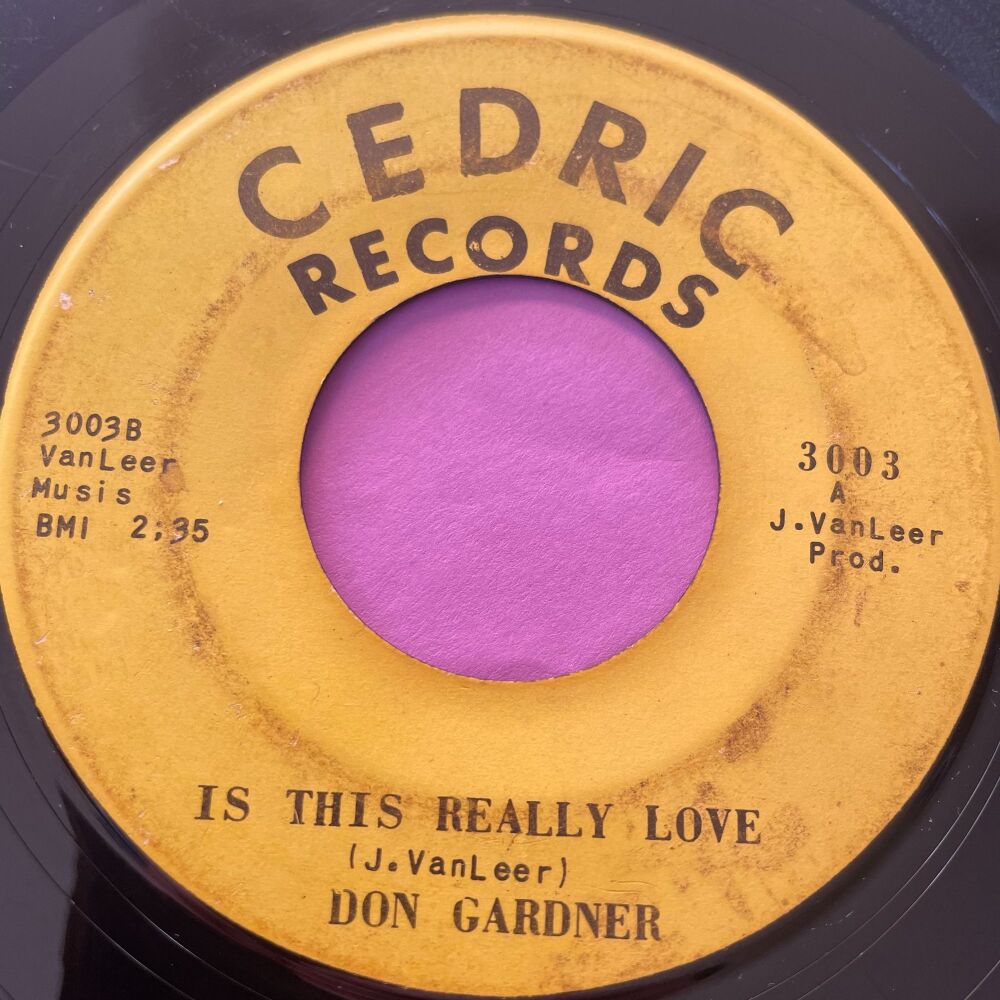 CEDRIC
RECORDS
3003B
VanLeer
Musis
BMI 2;35
3003
A
J.VanLeer
Prod.
IS THIS REALLY LOVE
(J.VanLeer)
DON GARDNER